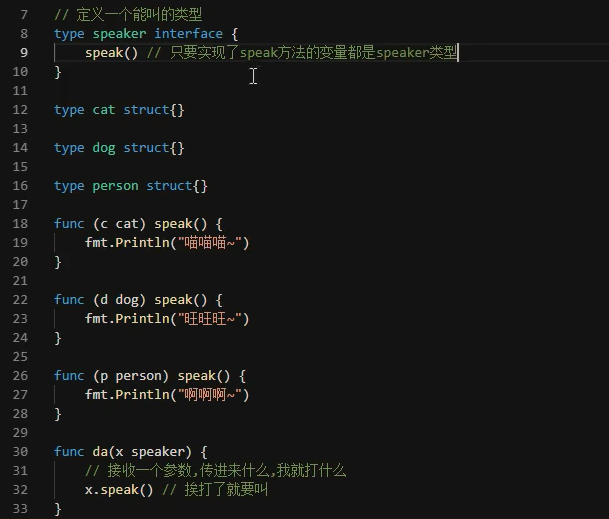 7 // 定义一个能叫的类型
8 type speaker interface {
9     speak() // 只要实现了speak方法的变量都是speaker类型
10 }
11
12 type cat struct{}
13
14 type dog struct{}
15
16 type person struct{}
17
18 func (c cat) speak() {
19     fmt.Println("喵喵喵~")
20 }
21
22 func (d dog) speak() {
23     fmt.Println("旺旺旺~")
24 }
25
26 func (p person) speak() {
27     fmt.Println("啊啊啊~")
28 }
29
30 func da(x speaker) {
31     // 接收一个参数,传进来什么,我就打什么
32     x.speak() // 挨打了就要叫
33 }